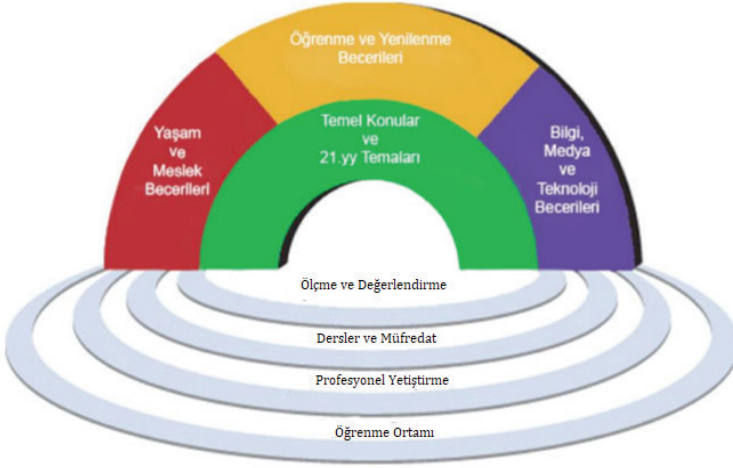 Öğrenme ve Yenilenme
Becerileri
Yaşam
ve
Meslek
Becerileri
Temel Konular
ve
21.yy Temaları
Bilgi,
Medya
ve
Teknoloji
Becerileri
Ölçme ve Değerlendirme
Dersler ve Müfredat
Profesyonel Yetiştirme
Öğrenme Ortamı